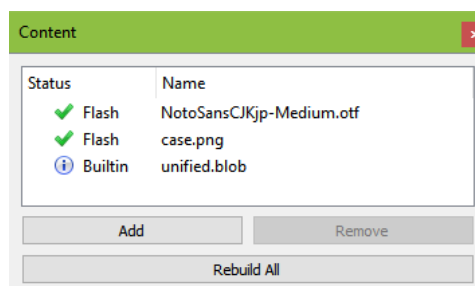 Content
Status Name
Flash NotoSansCJKjp-Medium.otf
Flash case.png
Builtin unified.blob
Add Remove
Rebuild All